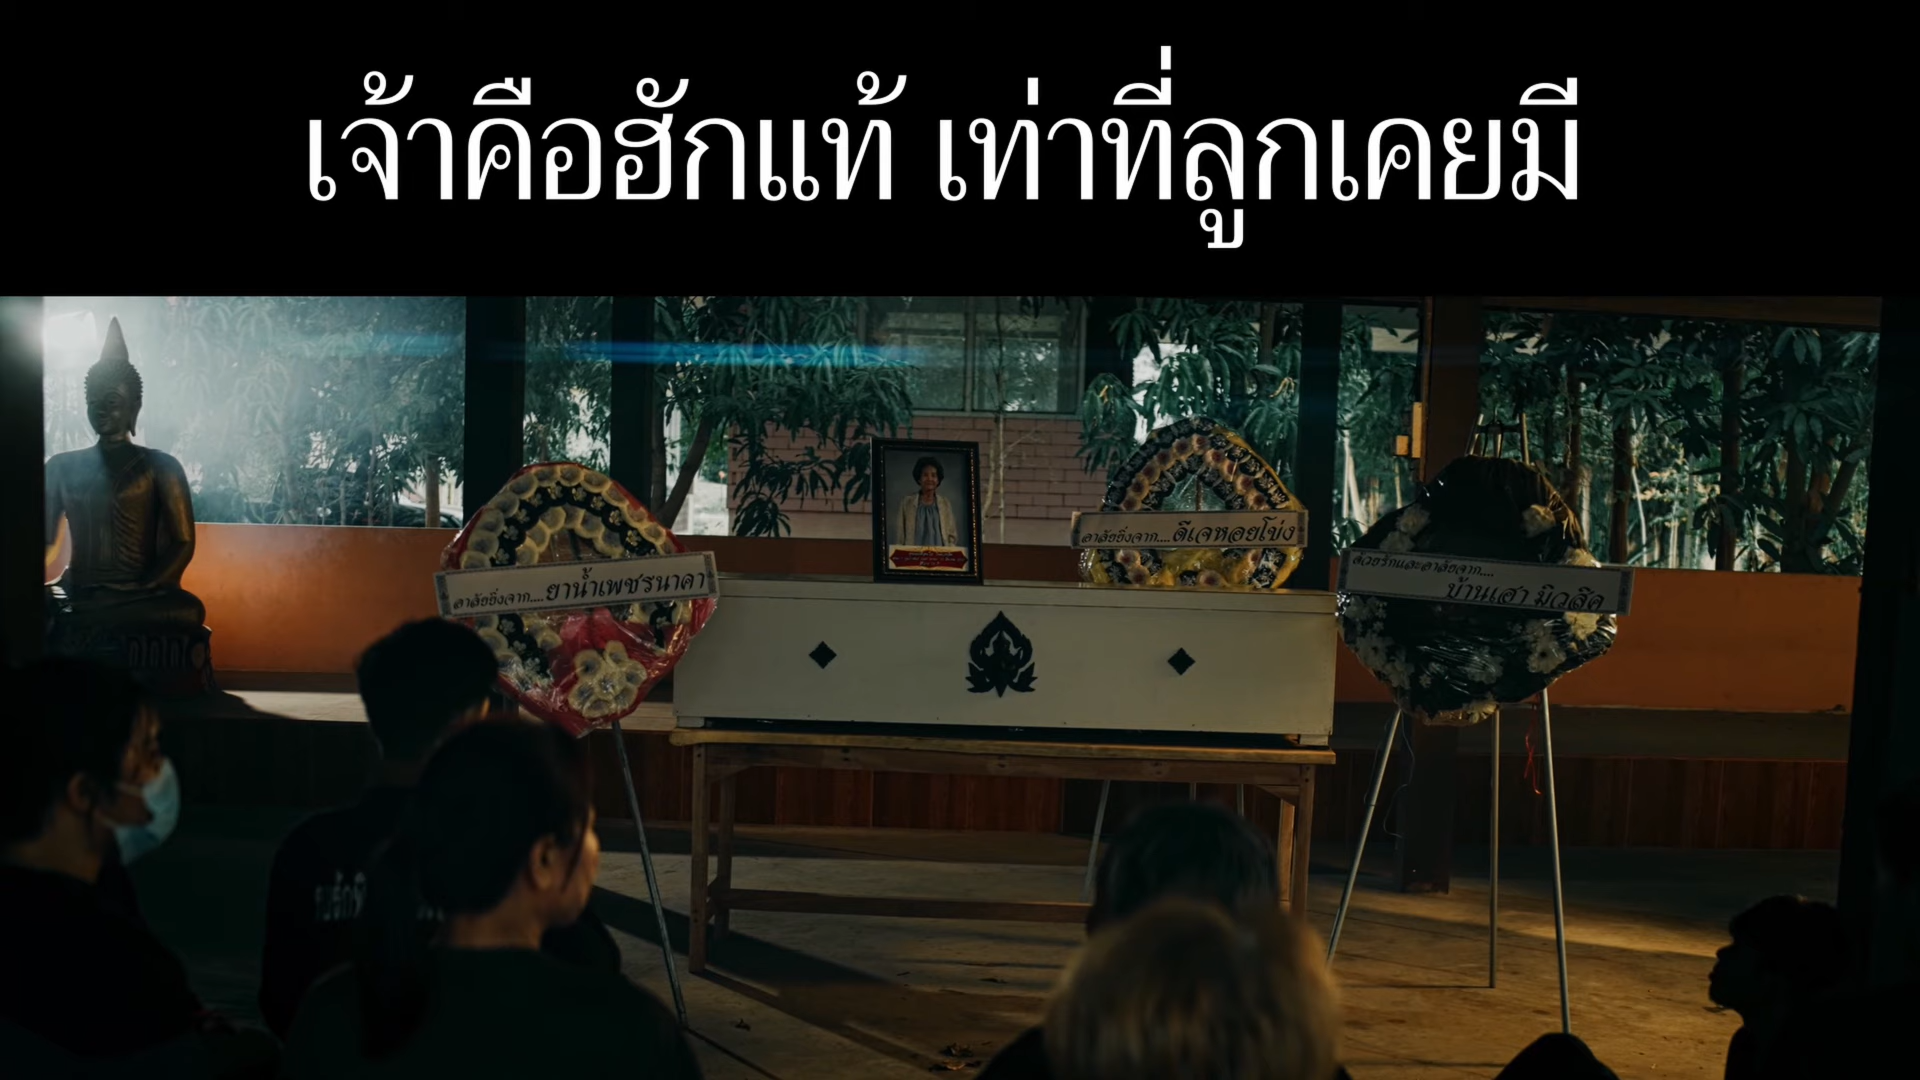 เจ้าคือฮักแท้ เท่าที่ลูกเคยมี
อาลัยยิ่งจาก....ดีเจหอยโข่ง
อาลัยยิ่งจาก....ยาน้ำเพชรนาคา
ด้วยรักและอาลัยจาก....
บ้านเฮา มิวสิค